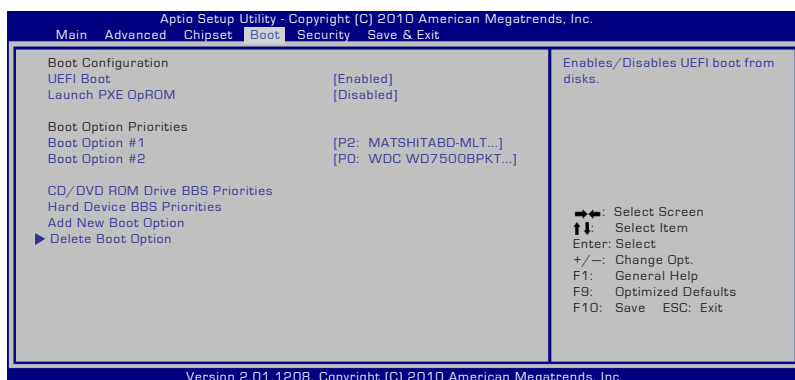 Aptio Setup Utility - Copyright (C) 2010 American Megatrends, Inc.
Main Advanced Chipset Boot Security Save & Exit
Boot Configuration
UEFI Boot [Enabled]
Launch PXE OpROM [Disabled]
Boot Option Priorities
Boot Option #1 [P2: MATSHITABD-MLT...]
Boot Option #2 [P0: WDC WD7500BPKT...]
CD/DVD ROM Drive BBS Priorities
Hard Device BBS Priorities
Add New Boot Option
Delete Boot Option
Enables/Disables UEFI boot from
disks.
→←: Select Screen
↑↓: Select Item
Enter: Select
+/—: Change Opt.
F1: General Help
F9: Optimized Defaults
F10: Save ESC: Exit
Version 2.01.1208. Copyright (C) 2010 American Megatrends, Inc.